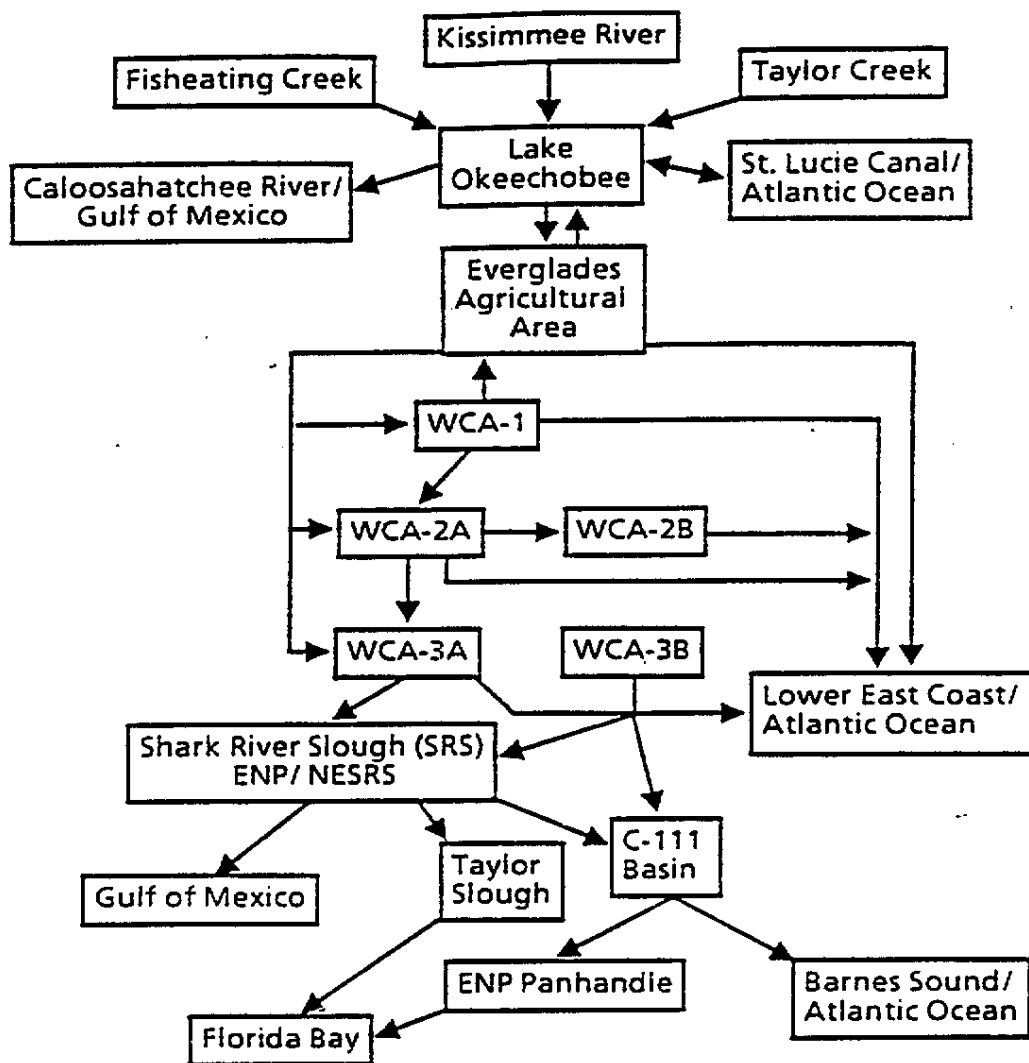 Kissimmee River
Fisheating Creek
Taylor Creek
Lake
Okeechobee
Caloosahatchee River/
Gulf of Mexico
St. Lucie Canal/
Atlantic Ocean
Everglades
Agricultural
Area
WCA-1
WCA-2A
WCA-2B
WCA-3A
WCA-3B
Lower East Coast/
Atlantic Ocean
Shark River Slough (SRS)
ENP/ NESRS
C-111
Basin
Taylor
Slough
Gulf of Mexico
ENP Panhandie
Barnes Sound/
Atlantic Ocean
Florida Bay